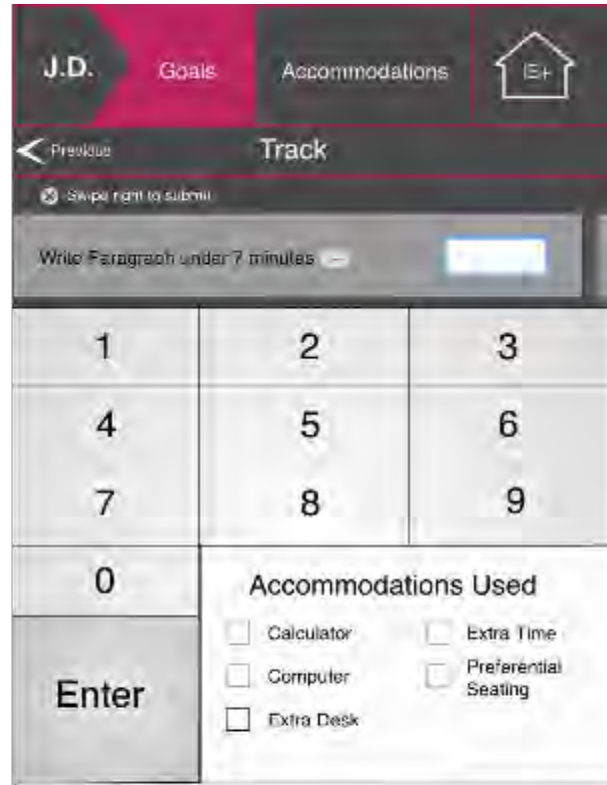 J.D. Goals Accommodations IE+
Previous Track
Swipe right to submit
Write Paragraph under 7 minutes
1 2 3
4 5 6
7 8 9
0 Accommodations Used
Calculator Extra Time
Computer Preferential Seating
Enter
Extra Desk